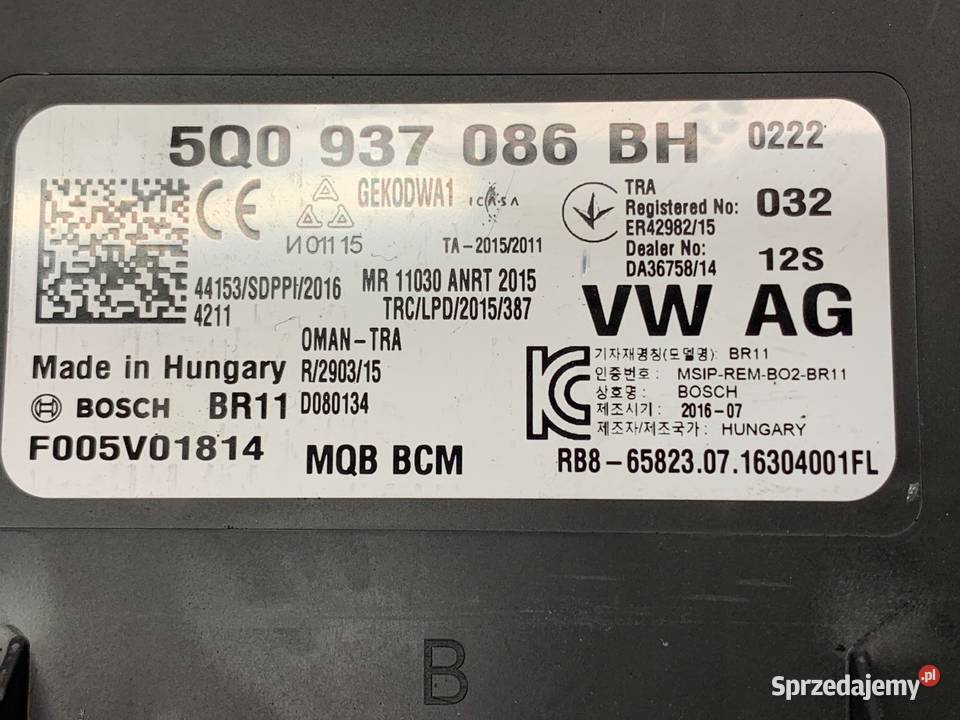 5Q0 937 086 BH 0222
CE GEKODWA1 ICASA
И 011 15 TA-2015/2011
TRA
Registered No: 032
ER42982/15
Dealer No: 12S
DA36758/14
44153/SDPPI/2016 MR 11030 ANRT 2015
4211 TRC/LPD/2015/387
VW AG
OMAN-TRA
Made in Hungary R/2903/15
BOSCH BR11 D080134
F005V01814 MQB BCM
기자재명칭(모델명): BR11
인증번호: MSIP-REM-BO2-BR11
상호명: BOSCH
제조시기: 2016-07
제조자/제조국가: HUNGARY
RB8-65823.07.16304001FL
B
Sprzedajemy.pl